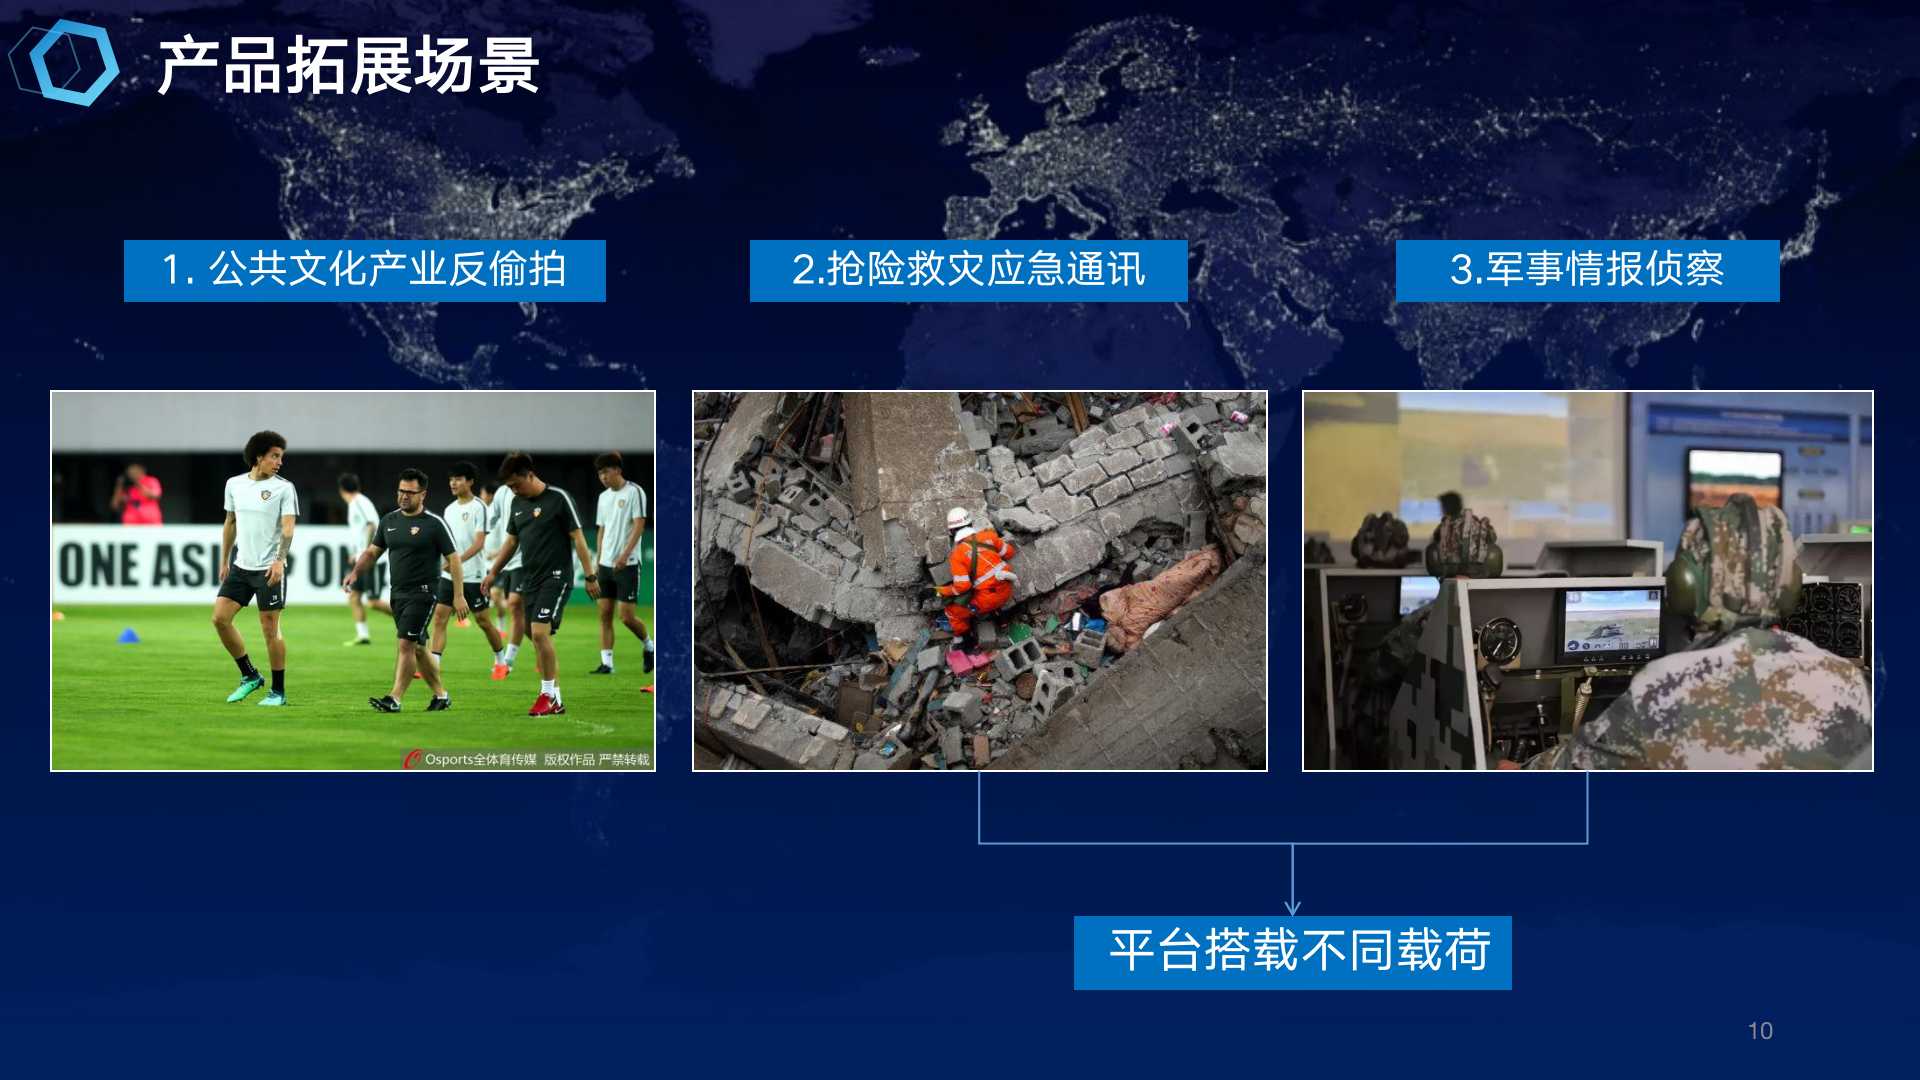 产品拓展场景
1. 公共文化产业反偷拍
2.抢险救灾应急通讯
3.军事情报侦察
ONE ASI
Osports全体育传媒 版权作品 严禁转载
平台搭载不同载荷
10